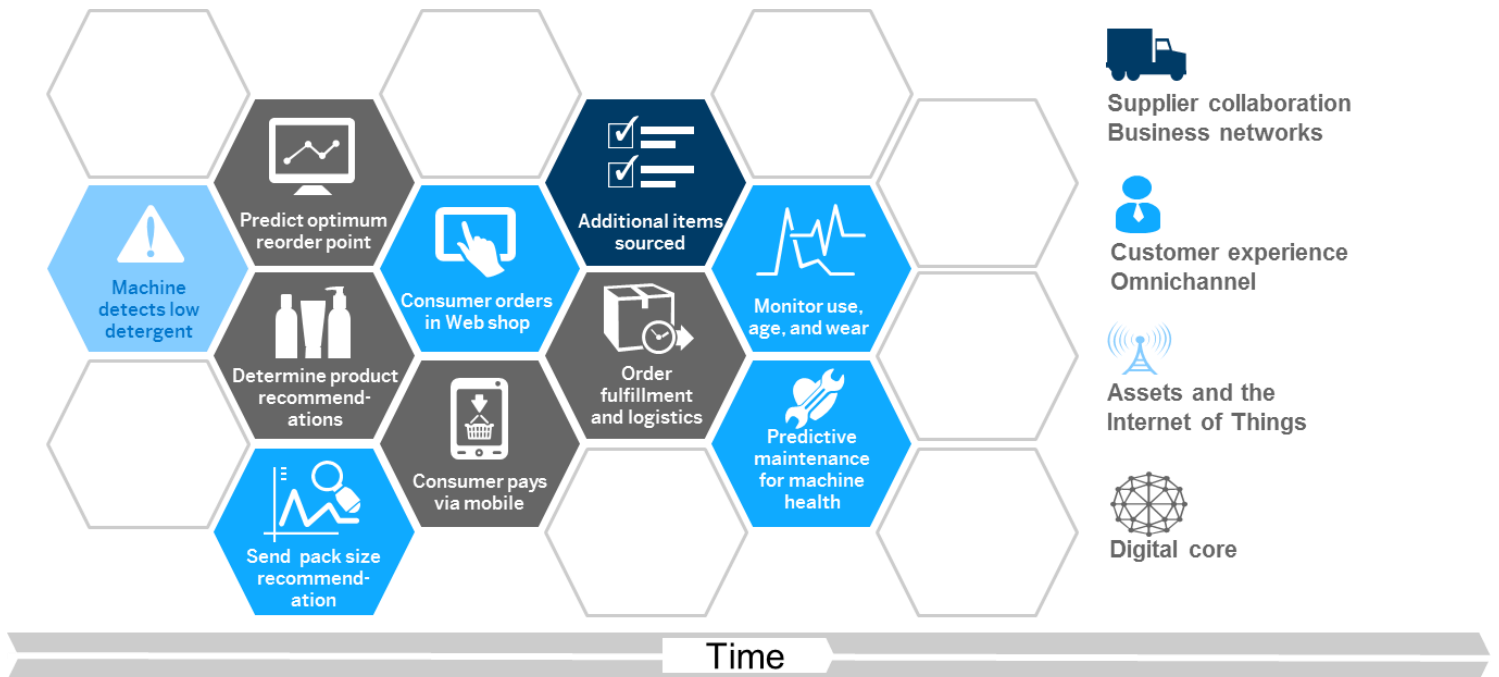 Machine
detects low
detergent
Predict optimum
reorder point
Determine product
recommend-
ations
Send pack size
recommend-
ation
Consumer orders
in Web shop
Consumer pays
via mobile
Additional items
sourced
Order
fulfillment
and logistics
Monitor use,
age, and wear
Predictive
maintenance
for machine
health
Supplier collaboration
Business networks
Customer experience
Omnichannel
Assets and the
Internet of Things
Digital core
Time